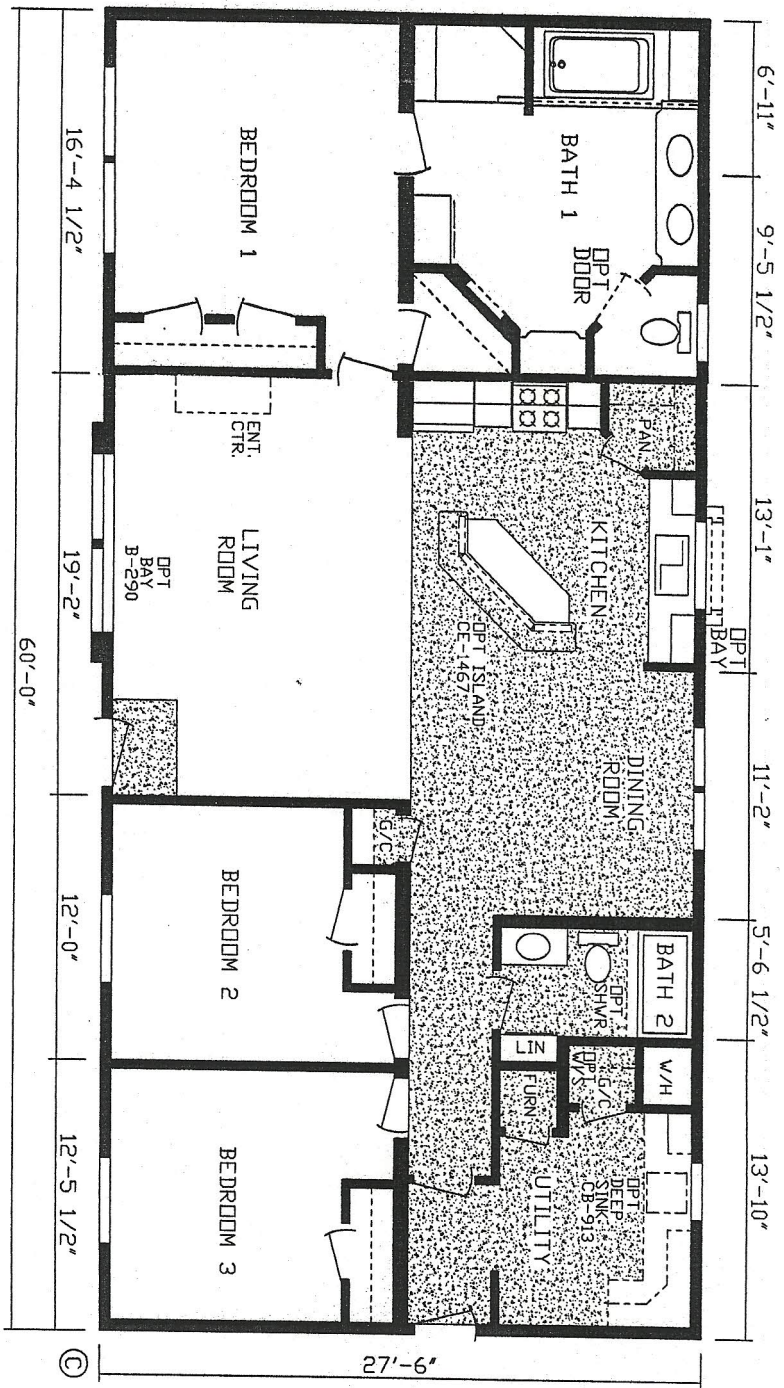 6'-11"
9'-5 1/2"
13'-1"
11'-2"
5'-6 1/2"
13'-10"
OPT
BAY
BATH 1
OPT
DOOR
PAN.
KITCHEN
OPT ISLAND
CE-1467
DINING
ROOM
BATH 2
OPT
SHWR
LIN
W/H
G/C
OPT
W/S
FURN
OPT
DEEP
SINK
CB-913
UTILITY
BEDROOM 1
ENT.
CTR.
LIVING
ROOM
OPT
BAY
B-290
G/C
BEDROOM 2
BEDROOM 3
16'-4 1/2"
19'-2"
12'-0"
12'-5 1/2"
60'-0"
27'-6"
©